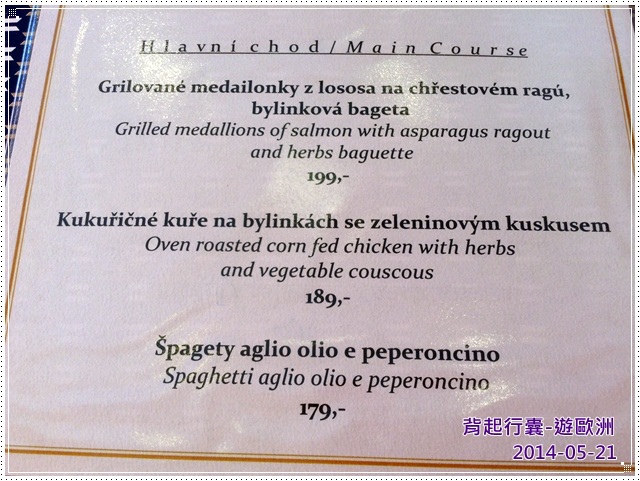 Hlavní chod / Main Course
Grilované medailonky z lososa na chřestovém ragú,
bylinková bageta
Grilled medallions of salmon with asparagus ragout
and herbs baguette
199,-
Kukuřičné kuře na bylinkách se zeleninovým kuskusem
Oven roasted corn fed chicken with herbs
and vegetable couscous
189,-
Špagety aglio olio e peperoncino
Spaghetti aglio olio e peperoncino
179,-
背起行囊-遊歐洲
2014-05-21